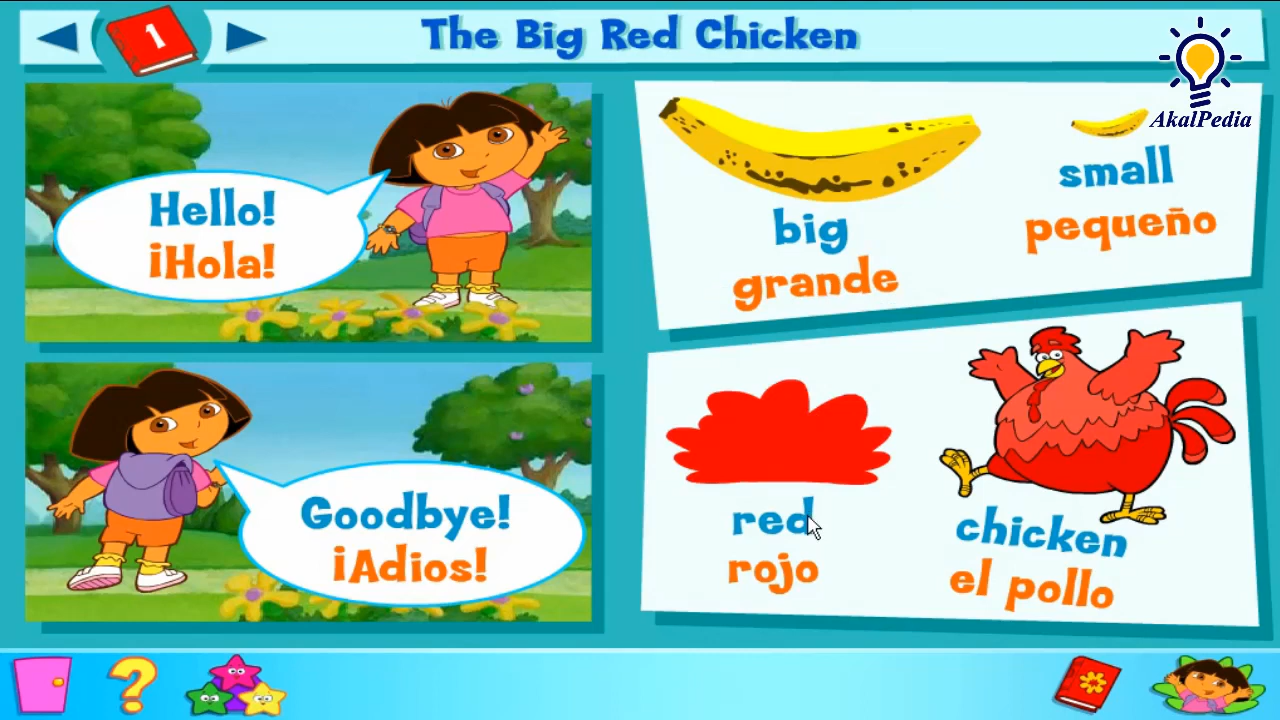 1
The Big Red Chicken
AkalPedia
Hello!
¡Hola!
big
grande
small
pequeño
Goodbye!
¡Adios!
red
rojo
chicken
el pollo
?